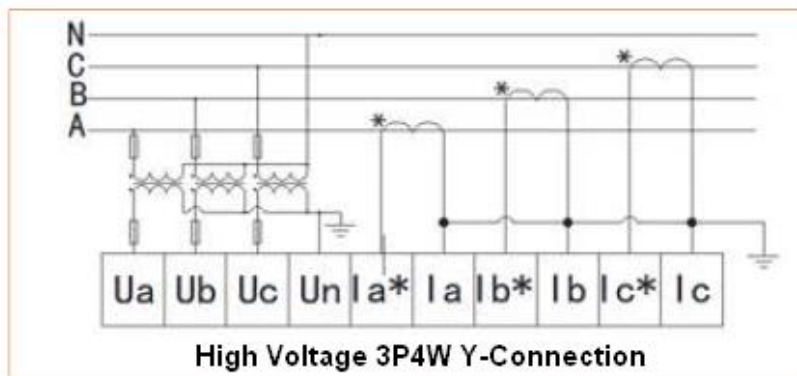 N
C
B
A
* * *
Ua Ub Uc Un Ia* Ia Ib* Ib Ic* Ic
High Voltage 3P4W Y-Connection